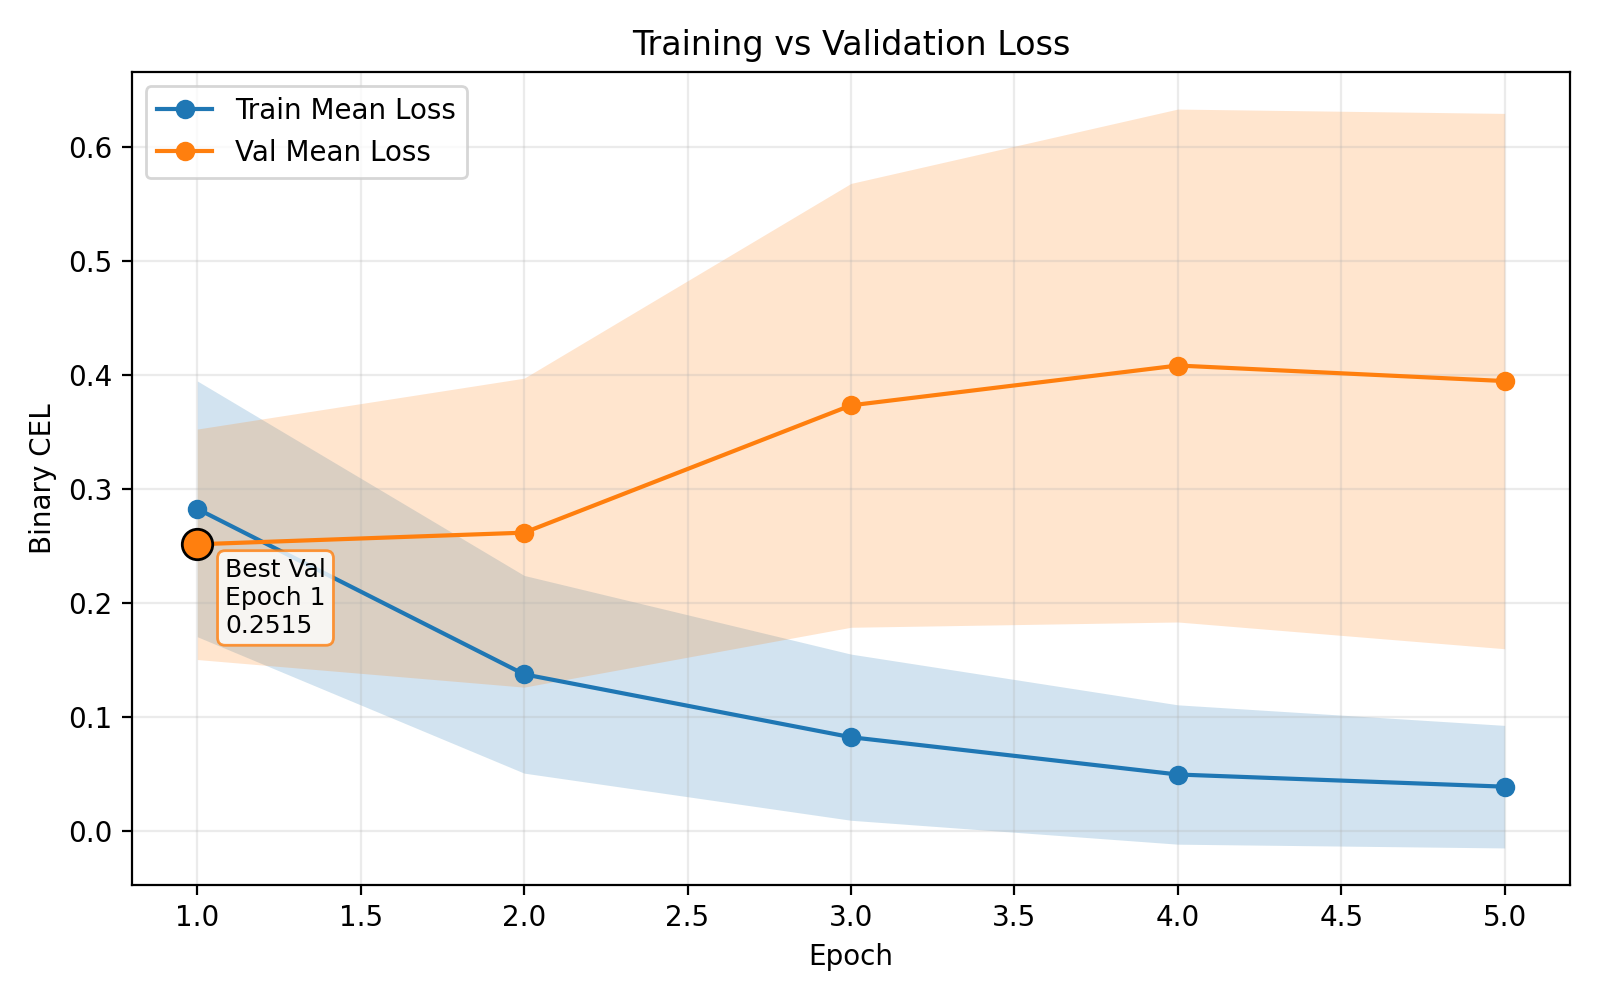 Training vs Validation Loss
Train Mean Loss
Val Mean Loss
Binary CEL
0.6
0.5
0.4
0.3
0.2
0.1
0.0
Best Val
Epoch 1
0.2515
1.0 1.5 2.0 2.5 3.0 3.5 4.0 4.5 5.0
Epoch